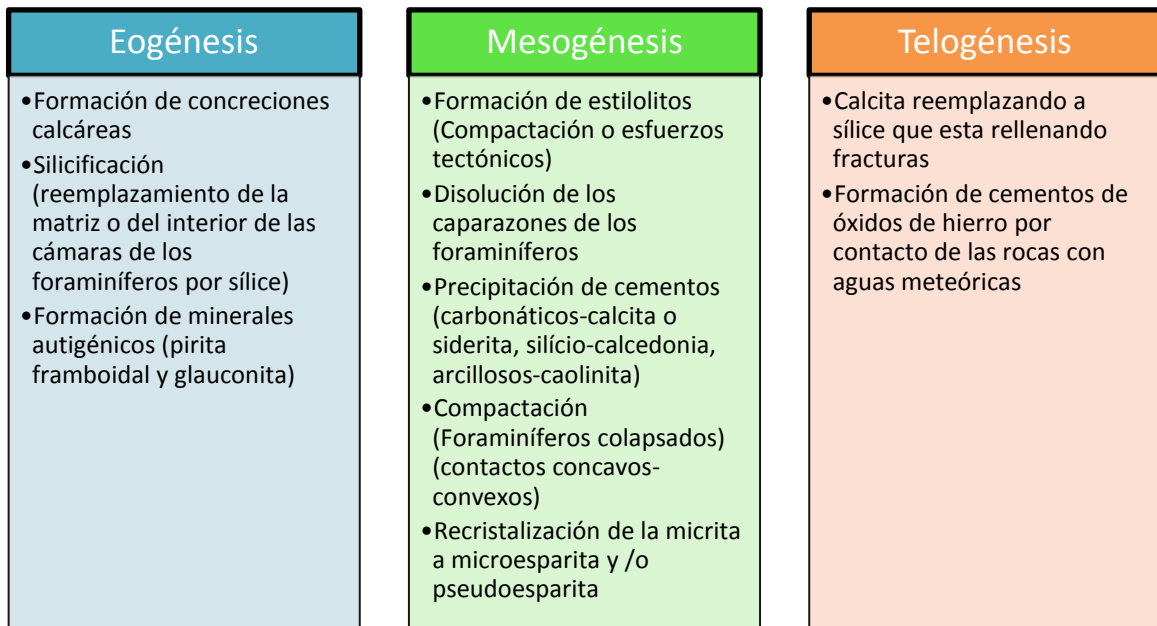 Eogénesis
•Formación de concreciones
calcáreas
•Silicificación
(reemplazamiento de la
matriz o del interior de las
cámaras de los
foraminíferos por sílice)
•Formación de minerales
autigénicos (pirita
framboidal y glauconita)
Mesogénesis
•Formación de estilolitos
(Compactación o esfuerzos
tectónicos)
•Disolución de los
caparazones de los
foraminíferos
•Precipitación de cementos
(carbonáticos-calcita o
siderita, silício-calcedonia,
arcillosos-caolinita)
•Compactación
(Foraminíferos colapsados)
(contactos concavos-
convexos)
•Recristalización de la micrita
a microesparita y /o
pseudoesparita
Telogénesis
•Calcita reemplazando a
sílice que esta rellenando
fracturas
•Formación de cementos de
óxidos de hierro por
contacto de las rocas con
aguas meteóricas